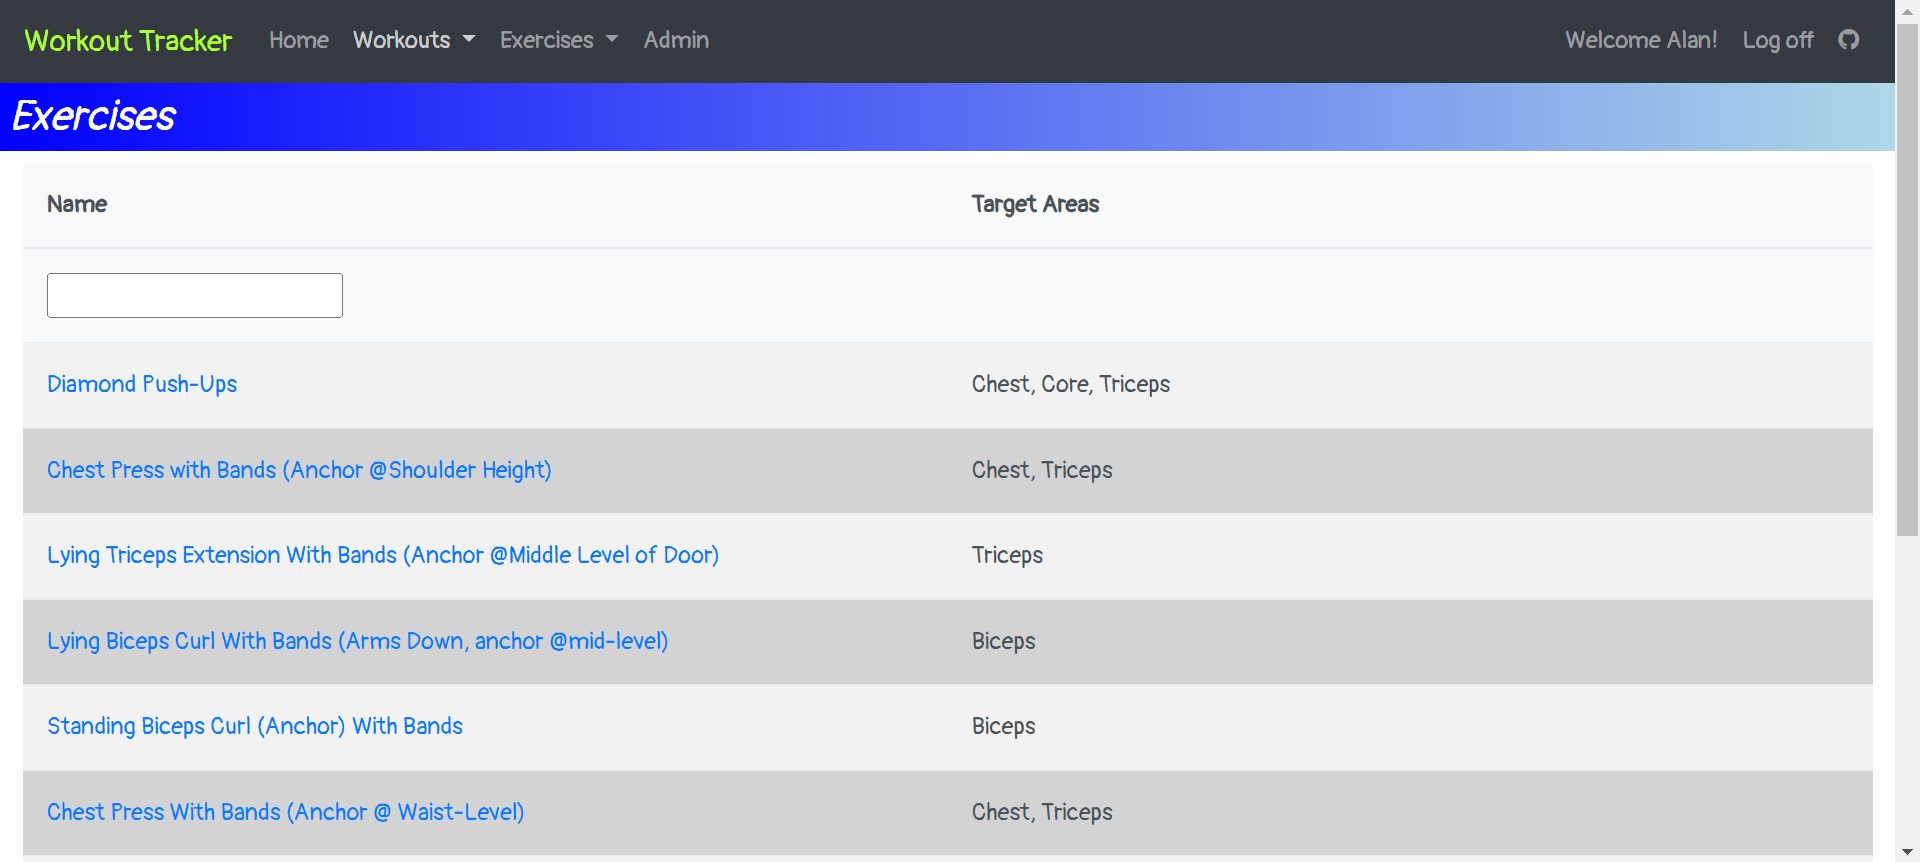 Workout Tracker Home Workouts Exercises Admin Welcome Alan! Log off
Exercises
Name Target Areas
Diamond Push-Ups Chest, Core, Triceps
Chest Press with Bands (Anchor @Shoulder Height) Chest, Triceps
Lying Triceps Extension With Bands (Anchor @Middle Level of Door) Triceps
Lying Biceps Curl With Bands (Arms Down, anchor @mid-level) Biceps
Standing Biceps Curl (Anchor) With Bands Biceps
Chest Press With Bands (Anchor @ Waist-Level) Chest, Triceps